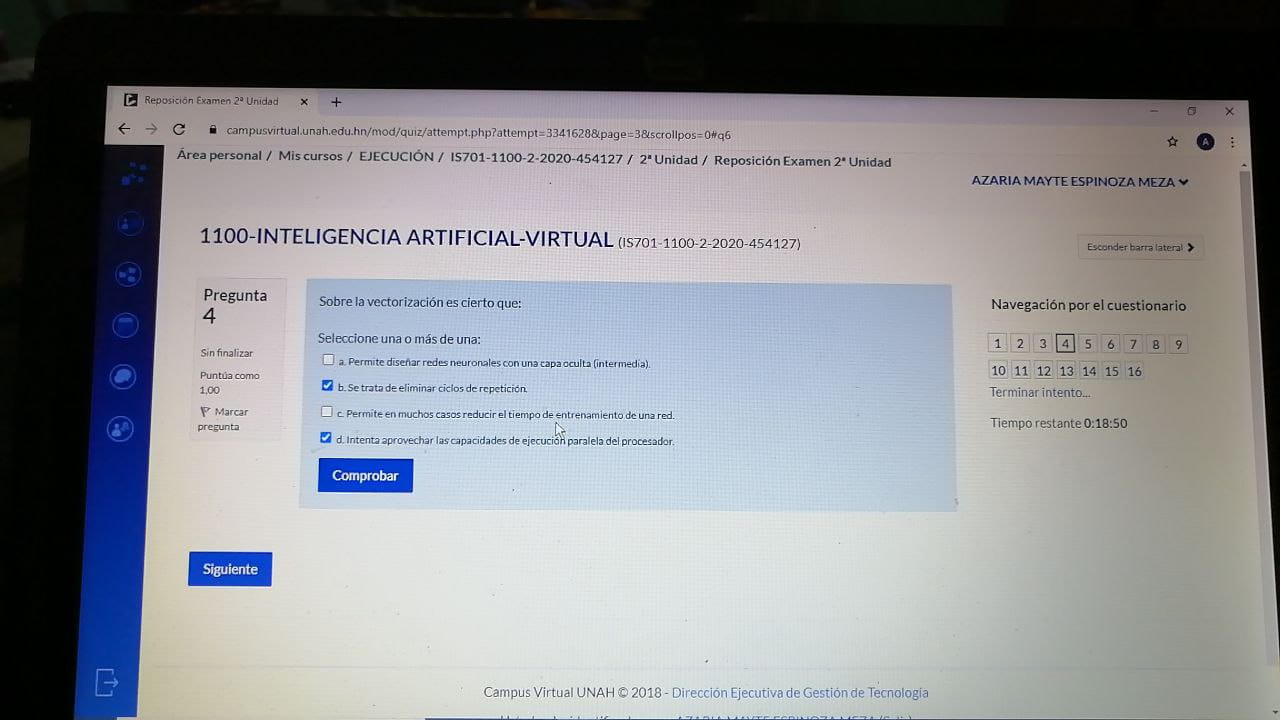 Reposición Examen 2ª Unidad
campusvirtual.unah.edu.hn/mod/quiz/attempt.php?attempt=3341628&page=3&scrollpos=0#q6
A
Área personal / Mis cursos / EJECUCIÓN / IS701-1100-2-2020-454127 / 2ª Unidad / Reposición Examen 2ª Unidad
AZARIA MAYTE ESPINOZA MEZA
1100-INTELIGENCIA ARTIFICIAL-VIRTUAL (IS701-1100-2-2020-454127)
Esconder barra lateral
Pregunta
4
Sin finalizar
Puntúa como
1,00
Marcar
pregunta
Sobre la vectorización es cierto que:
Seleccione una o más de una:
a. Permite diseñar redes neuronales con una capa oculta (intermedia).
b. Se trata de eliminar ciclos de repetición.
c. Permite en muchos casos reducir el tiempo de entrenamiento de una red.
d. Intenta aprovechar las capacidades de ejecución paralela del procesador.
Comprobar
Navegación por el cuestionario
1 2 3 4 5 6 7 8 9
10 11 12 13 14 15 16
Terminar intento...
Tiempo restante 0:18:50
Siguiente
Campus Virtual UNAH © 2018 - Dirección Ejecutiva de Gestión de Tecnología